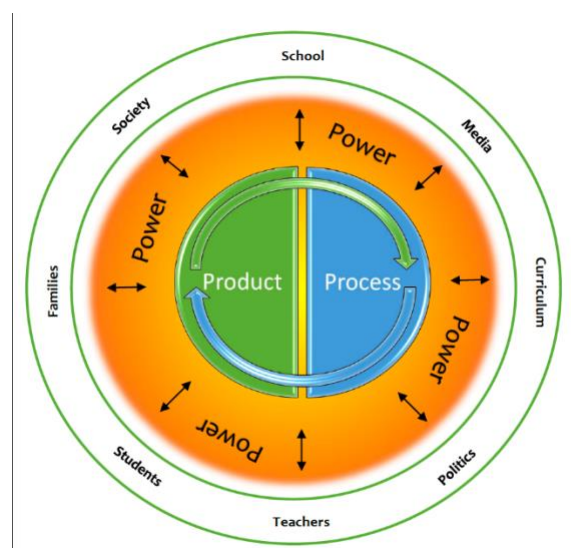 School
Society
Media
Power
Power
Product
Process
Families
Curriculum
Power
Power
Students
Politics
Teachers